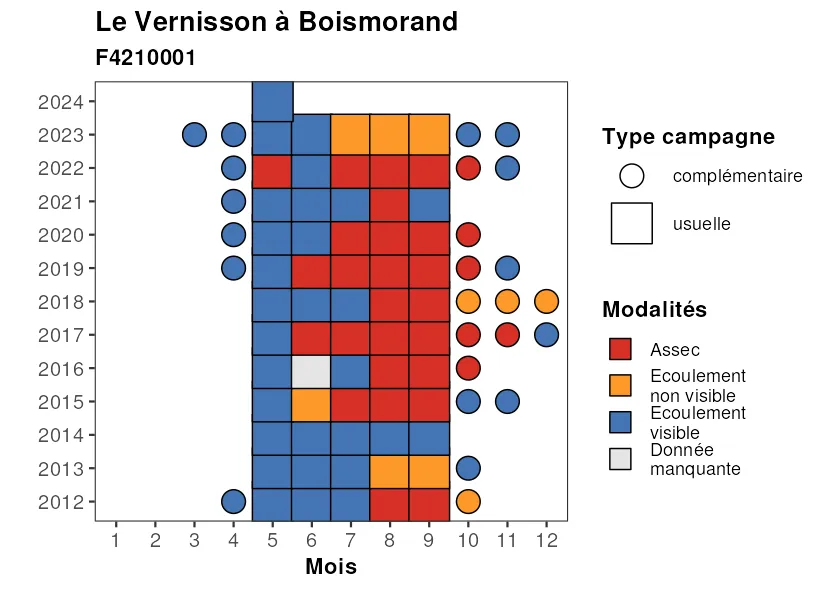 Le Vernisson à Boismorand
F4210001
2024
2023
2022
2021
2020
2019
2018
2017
2016
2015
2014
2013
2012
1 2 3 4 5 6 7 8 9 10 11 12
Mois
Type campagne
complémentaire
usuelle
Modalités
Assec
Ecoulement
non visible
Ecoulement
visible
Donnée
manquante